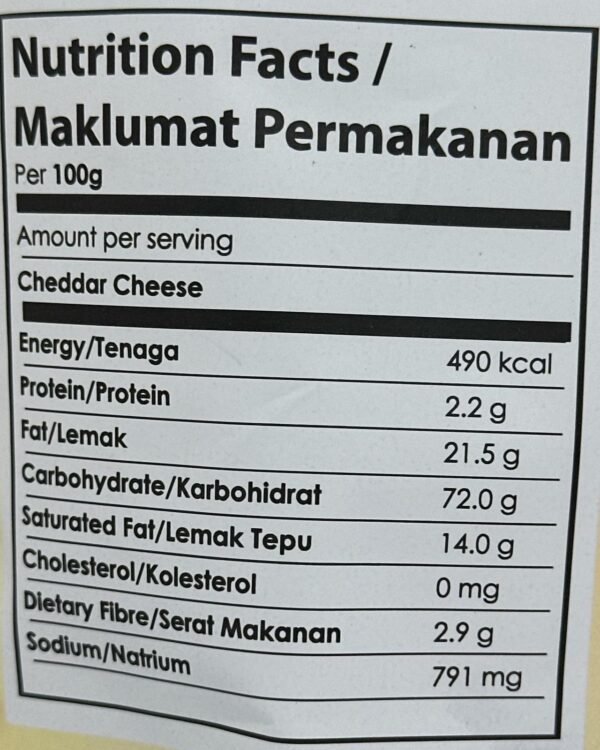 Nutrition Facts /
Maklumat Permakanan
Per 100g
Amount per serving
Cheddar Cheese
Energy/Tenaga 490 kcal
Protein/Protein 2.2 g
Fat/Lemak 21.5 g
Carbohydrate/Karbohidrat 72.0 g
Saturated Fat/Lemak Tepu 14.0 g
Cholesterol/Kolesterol 0 mg
Dietary Fibre/Serat Makanan 2.9 g
Sodium/Natrium 791 mg